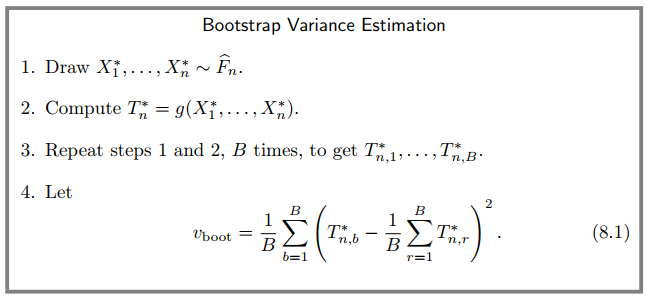 Bootstrap Variance Estimation
1. Draw $X_1^*, \ldots, X_n^* \sim \widehat{F}_n$.
2. Compute $T_n^* = g(X_1^*, \ldots, X_n^*)$.
3. Repeat steps 1 and 2, $B$ times, to get $T_{n,1}^*, \ldots, T_{n,B}^*$.
4. Let
$v_{\text{boot}} = \frac{1}{B} \sum_{b=1}^{B} \left( T_{n,b}^* - \frac{1}{B} \sum_{r=1}^{B} T_{n,r}^* \right)^2.$ (8.1)